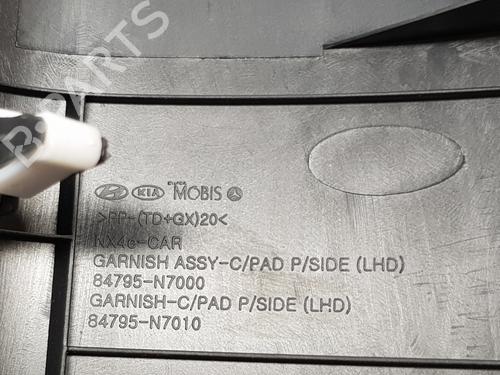 B-PARTS
HYUNDAI KIA MOBIS
>PP-(TD+GX)20<
NX4e-CAR
GARNISH ASSY-C/PAD P/SIDE (LHD)
84795-N7000
GARNISH-C/PAD P/SIDE (LHD)
84795-N7010